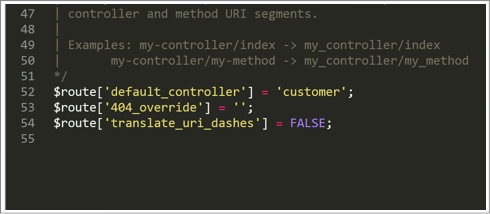 47 | controller and method URI segments.
48 |
49 | Examples: my-controller/index -> my_controller/index
50 |       my-controller/my-method -> my_controller/my_method
51 */
52 $route['default_controller'] = 'customer';
53 $route['404_override'] = '';
54 $route['translate_uri_dashes'] = FALSE;
55